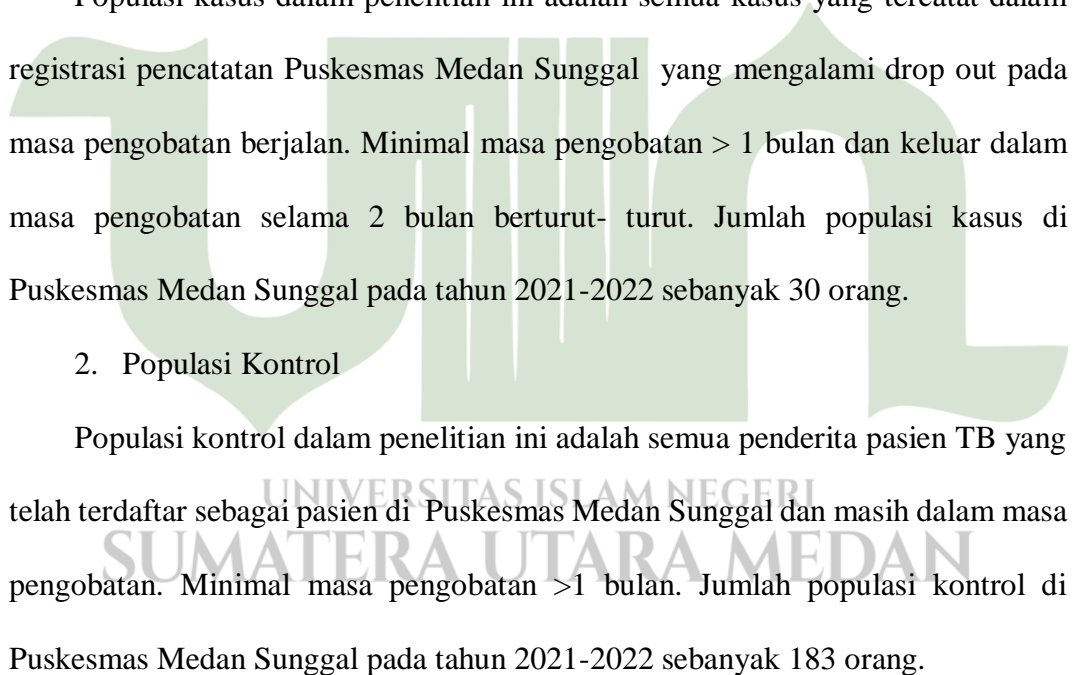 Populasi kasus dalam penelitian ini adalah semua kasus yang tercatat dalam
registrasi pencatatan Puskesmas Medan Sunggal yang mengalami drop out pada
masa pengobatan berjalan. Minimal masa pengobatan > 1 bulan dan keluar dalam
masa pengobatan selama 2 bulan berturut- turut. Jumlah populasi kasus di
Puskesmas Medan Sunggal pada tahun 2021-2022 sebanyak 30 orang.
2. Populasi Kontrol
Populasi kontrol dalam penelitian ini adalah semua penderita pasien TB yang
UNIVERSITAS ISLAM NEGERI
telah terdaftar sebagai pasien di Puskesmas Medan Sunggal dan masih dalam masa
SUMATERA UTARA MEDAN
pengobatan. Minimal masa pengobatan >1 bulan. Jumlah populasi kontrol di
Puskesmas Medan Sunggal pada tahun 2021-2022 sebanyak 183 orang.